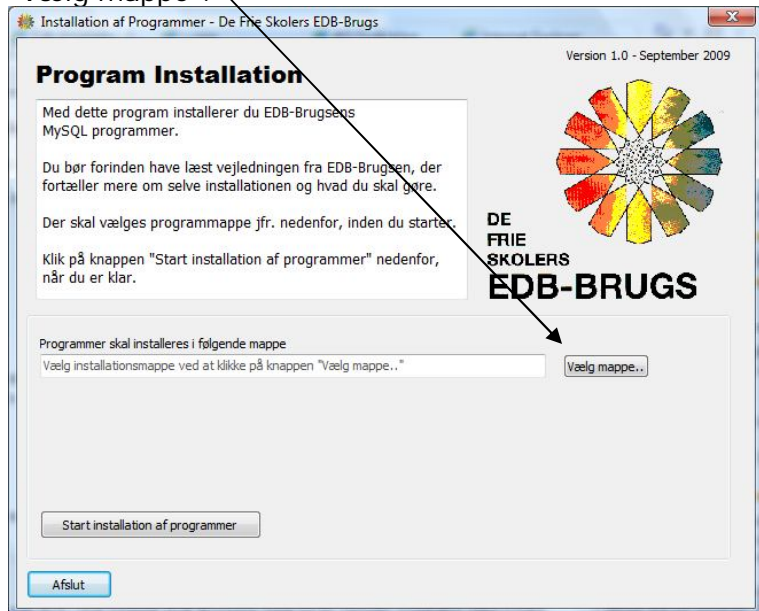 Vælg mappe
Installation af Programmer - De Frie Skolers EDB-Brugs
Version 1.0 - September 2009
Program Installation
Med dette program installerer du EDB-Brugsens
MySQL programmer.
Du bør forinden have læst vejledningen fra EDB-Brugsen, der
fortæller mere om selve installationen og hvad du skal gøre.
Der skal vælges programmappe jfr. nedenfor, inden du starter.
Klik på knappen "Start installation af programmer" nedenfor,
når du er klar.
DE
FRIE
SKOLERS
EDB-BRUGS
Programmer skal installeres i følgende mappe
Vælg installationsmappe ved at klikke på knappen "Vælg mappe.."
Vælg mappe..
Start installation af programmer
Afslut